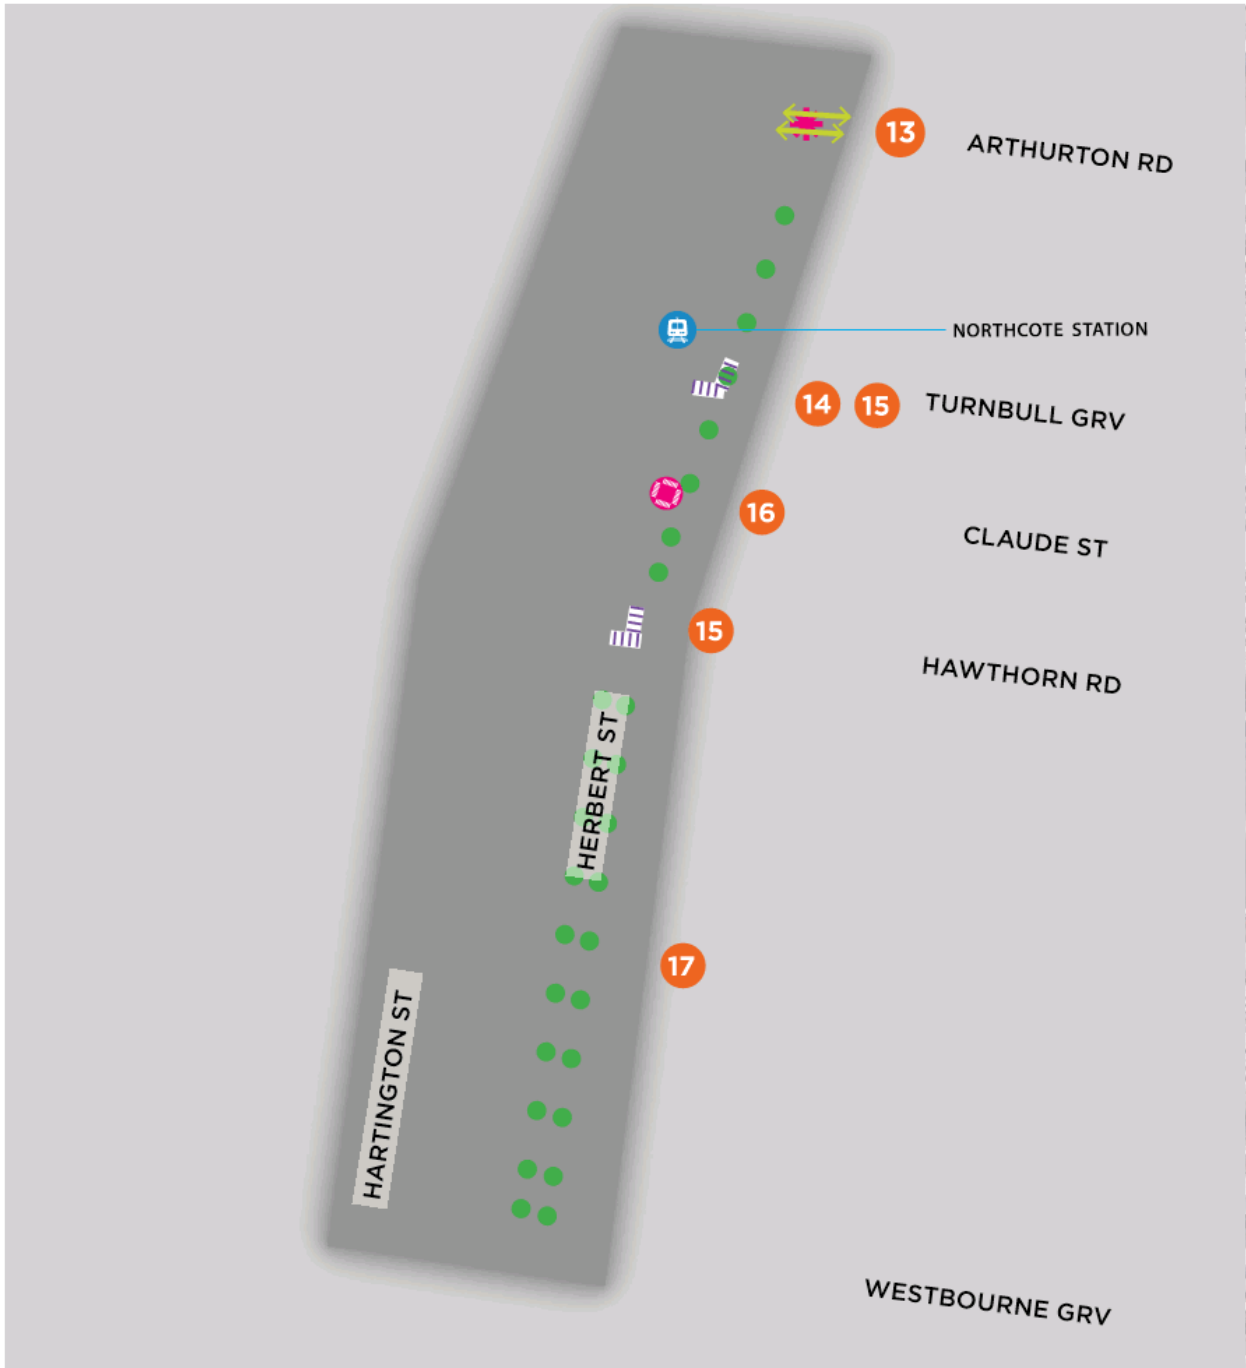 13
ARTHURTON RD
NORTHCOTE STATION
14 15
TURNBULL GRV
16
CLAUDE ST
15
HAWTHORN RD
HERBERT ST
17
HARTINGTON ST
WESTBOURNE GRV